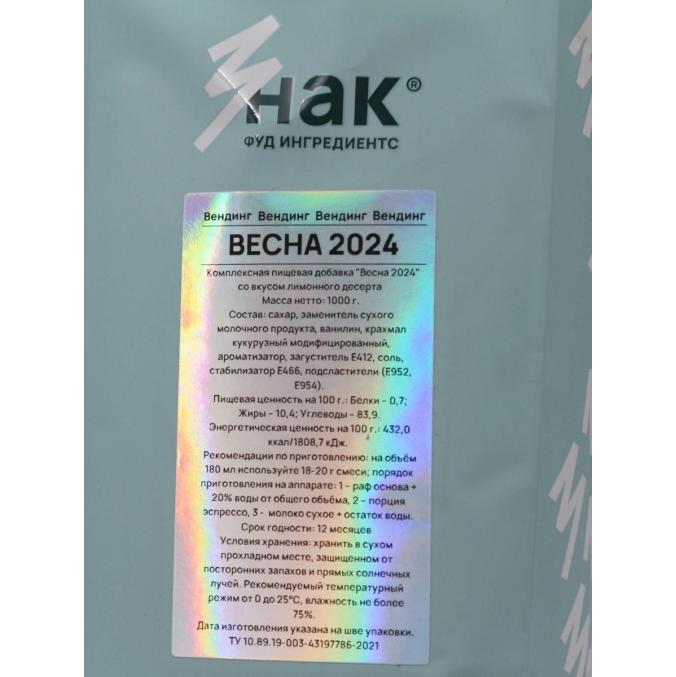 нак®
ФУД ИНГРЕДИЕНТС
Вендинг Вендинг Вендинг Вендинг
ВЕСНА 2024
Комплексная пищевая добавка "Весна 2024"
со вкусом лимонного десерта
Масса нетто: 1000 г.
Состав: сахар, заменитель сухого
молочного продукта, ванилин, крахмал
кукурузный модифицированный,
ароматизатор, загуститель Е412, соль,
стабилизатор Е466, подсластители (Е952,
Е954).
Пищевая ценность на 100 г.: Белки – 0,7;
Жиры – 10,4; Углеводы – 83,9.
Энергетическая ценность на 100 г.: 432,0
ккал/1808,7 кДж.
Рекомендации по приготовлению: на объём
180 мл используйте 18-20 г смеси; порядок
приготовления на аппарате: 1 – раф основа +
20% воды от общего объёма, 2 – порция
эспрессо, 3 - молоко сухое + остаток воды.
Срок годности: 12 месяцев
Условия хранения: хранить в сухом
прохладном месте, защищенном от
посторонних запахов и прямых солнечных
лучей. Рекомендуемый температурный
режим от 0 до 25°С, влажность не более
75%.
Дата изготовления указана на шве упаковки.
ТУ 10.89.19-003-43197786-2021